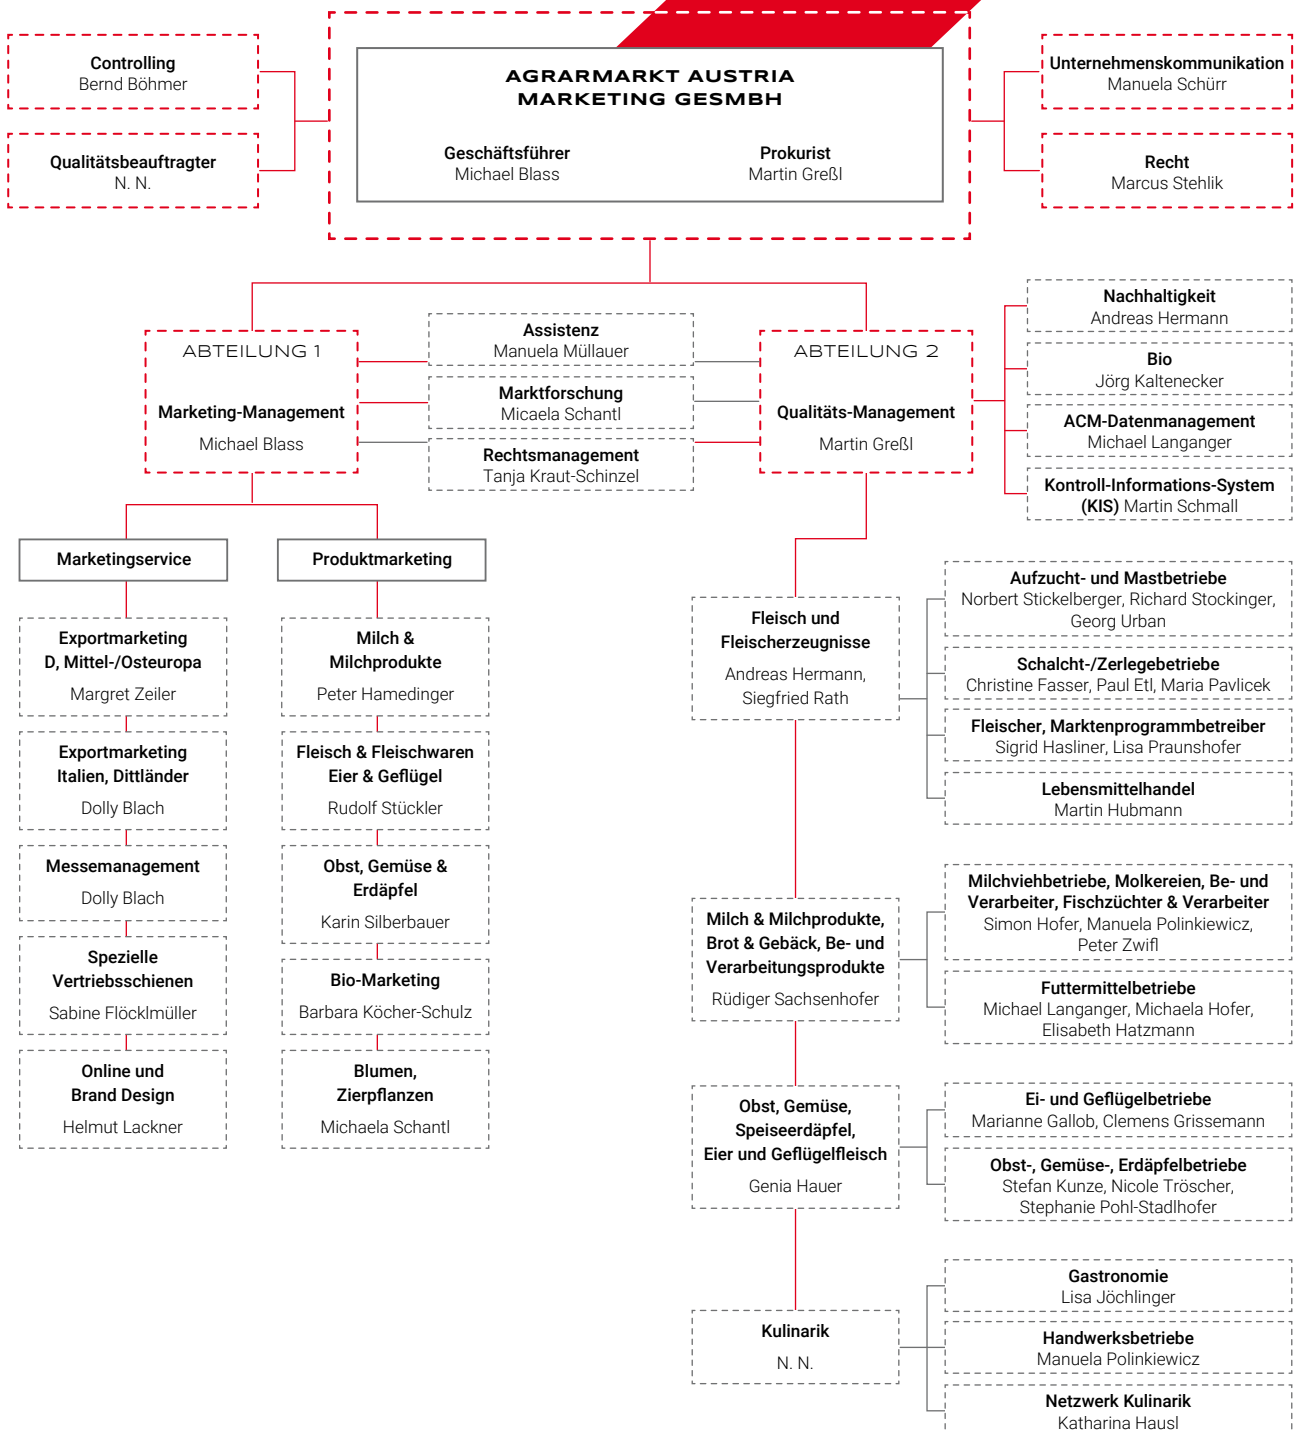 Controlling
Bernd Böhmer
Qualitätsbeauftragter
N. N.
AGRARMARKT AUSTRIA
MARKETING GESMBH
Geschäftsführer
Michael Blass
Prokurist
Martin Greßl
Unternehmenskommunikation
Manuela Schürr
Recht
Marcus Stehlik
ABTEILUNG 1
Marketing-Management
Michael Blass
Assistenz
Manuela Müllauer
Marktforschung
Micaela Schantl
Rechtsmanagement
Tanja Kraut-Schinzel
ABTEILUNG 2
Qualitäts-Management
Martin Greßl
Nachhaltigkeit
Andreas Hermann
Bio
Jörg Kaltenecker
ACM-Datenmanagement
Michael Langanger
Kontroll-Informations-System
(KIS) Martin Schmall
Marketingservice
Exportmarketing
D, Mittel-/Osteuropa
Margret Zeiler
Exportmarketing
Italien, Dittländer
Dolly Blach
Messemanagement
Dolly Blach
Spezielle
Vertriebsschienen
Sabine Flöcklmüller
Online und
Brand Design
Helmut Lackner
Produktmarketing
Milch &
Milchprodukte
Peter Hamedinger
Fleisch & Fleischwaren
Eier & Geflügel
Rudolf Stückler
Obst, Gemüse &
Erdäpfel
Karin Silberbauer
Bio-Marketing
Barbara Köcher-Schulz
Blumen,
Zierpflanzen
Michaela Schantl
Fleisch und
Fleischerzeugnisse
Andreas Hermann,
Siegfried Rath
Aufzucht- und Mastbetriebe
Norbert Stickelberger, Richard Stockinger,
Georg Urban
Schalcht-/Zerlegebetriebe
Christine Fasser, Paul Etl, Maria Pavlicek
Fleischer, Marktenprogrammbetreiber
Sigrid Hasliner, Lisa Praunshofer
Lebensmittelhandel
Martin Hubmann
Milch & Milchprodukte,
Brot & Gebäck, Be- und
Verarbeitungsprodukte
Rüdiger Sachsenhofer
Milchviehbetriebe, Molkereien, Be- und
Verarbeiter, Fischzüchter & Verarbeiter
Simon Hofer, Manuela Polinkiewicz,
Peter Zwifl
Futtermittelbetriebe
Michael Langanger, Michaela Hofer,
Elisabeth Hatzmann
Obst, Gemüse,
Speiseerdäpfel,
Eier und Geflügelfleisch
Genia Hauer
Ei- und Geflügelbetriebe
Marianne Gallob, Clemens Grissemann
Obst-, Gemüse-, Erdäpfelbetriebe
Stefan Kunze, Nicole Tröscher,
Stephanie Pohl-Stadlhofer
Kulinarik
N. N.
Gastronomie
Lisa Jöchlinger
Handwerksbetriebe
Manuela Polinkiewicz
Netzwerk Kulinarik
Katharina Hausl